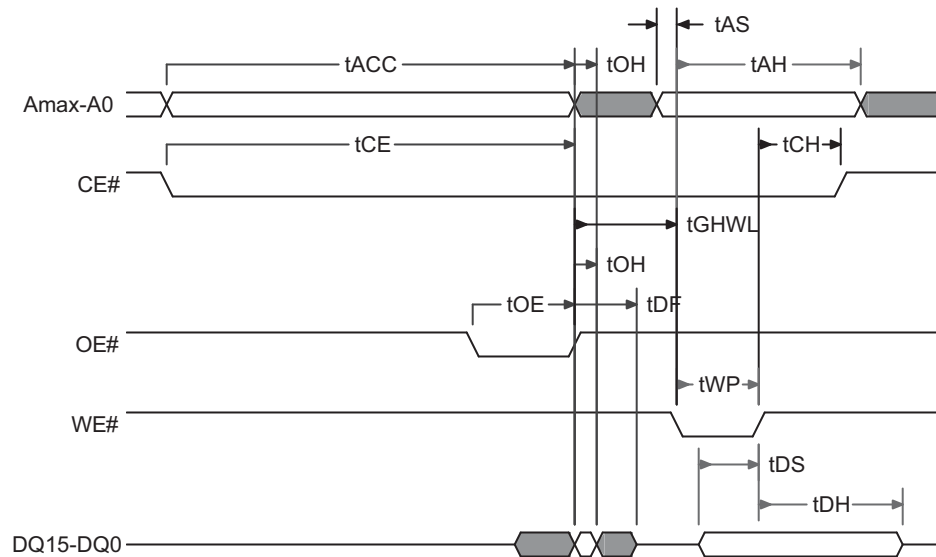 tAS
tACC
tOH
tAH
Amax-A0
tCE
tCH
CE#
tGHWL
tOH
tOE
tDF
OE#
tWP
WE#
tDS
tDH
DQ15-DQ0